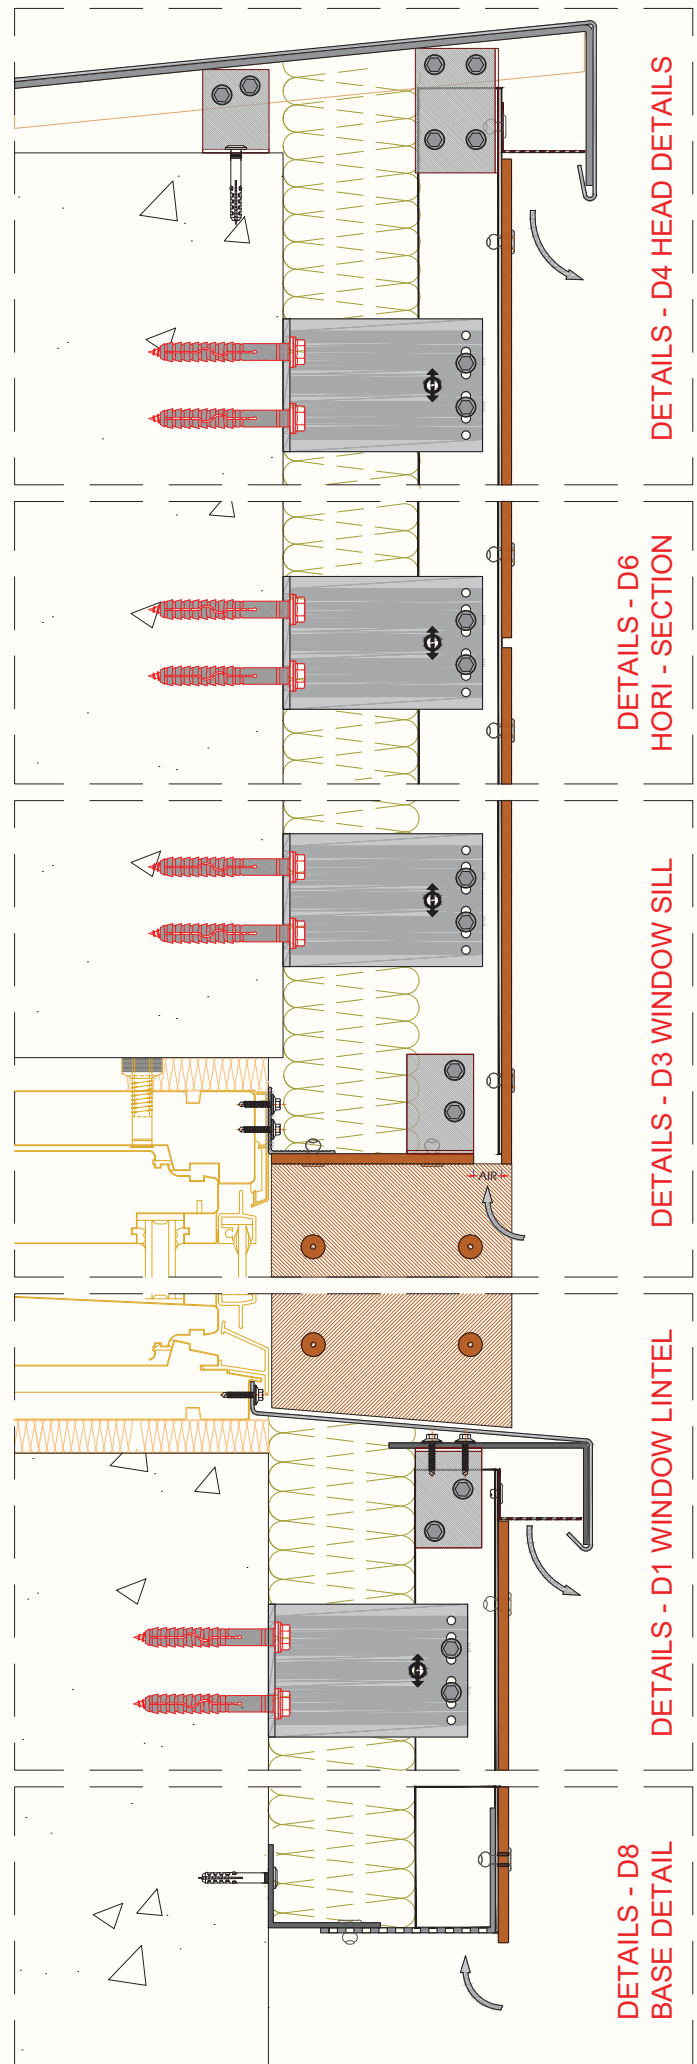 DETAILS - D4 HEAD DETAILS
DETAILS - D6
HORI - SECTION
DETAILS - D3 WINDOW SILL
AIR
DETAILS - D1 WINDOW LINTEL
DETAILS - D8
BASE DETAIL